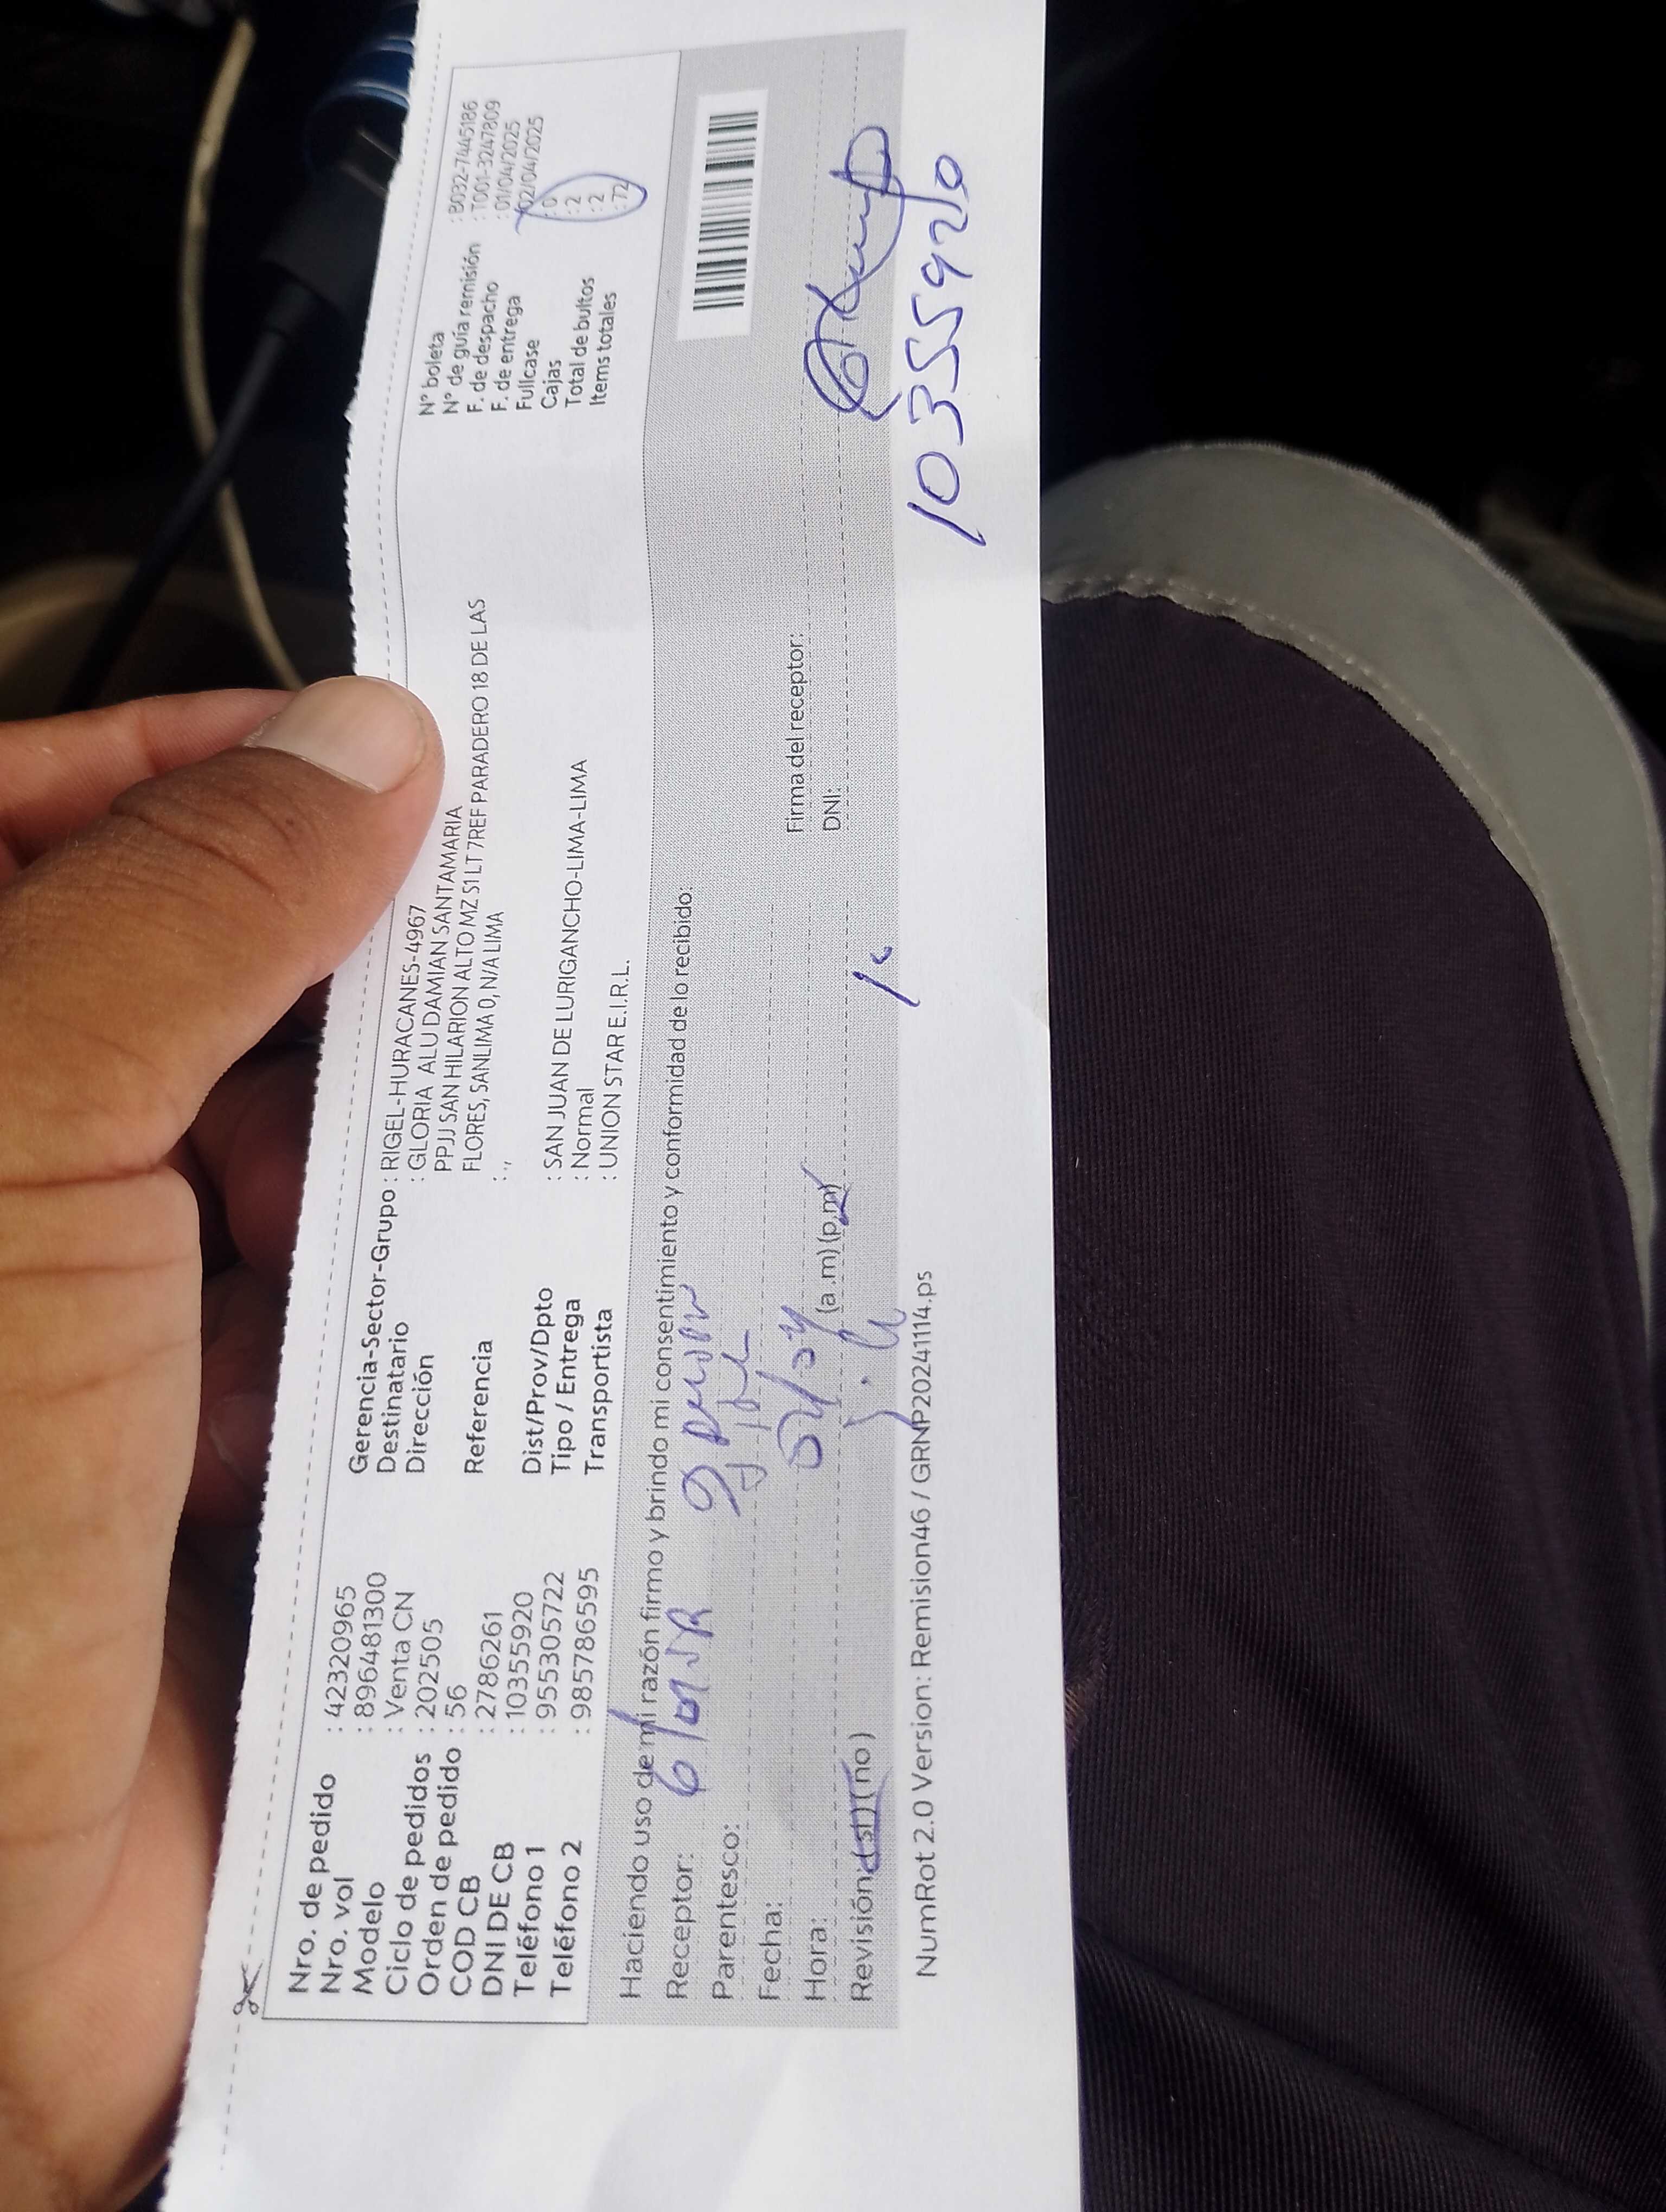 Nro. de pedido : 42320965
Nro. vol : 896481300
Modelo : Venta CN
Ciclo de pedidos : 202505
Orden de pedido : 56
COD CB : 2786261
DNI DE CB : 10355920
Teléfono 1 : 955305722
Teléfono 2 : 985786595
Gerencia-Sector-Grupo : RIGEL-HURACANES-4967
Destinatario : GLORIA ALU DAMIAN SANTAMARIA
Dirección PPJJ SAN HILARION ALTO MZ S1 LT 7REF PARADERO 18 DE LAS
FLORES, SANLIMA 0, N/A LIMA
Referencia : .,
Dist/Prov/Dpto : SAN JUAN DE LURIGANCHO-LIMA-LIMA
Tipo / Entrega : Normal
Transportista : UNION STAR E.I.R.L.
N° boleta : B032-7445186
N° de guía remisión : T001-3247809
F. de despacho : 01/04/2025
F. de entrega : 02/04/2025
Fullcase : 0
Cajas : 2
Total de bultos : 2
Items totales : 72
Haciendo uso de mi razón firmo y brindo mi consentimiento y conformidad de lo recibido:
Receptor:
Parentesco:
Fecha:
Hora: (a .m) (p.m)
Revisión: (si) (no)
Firma del receptor:
DNI:
10355920
NumRot 2.0 Version: Remision46 / GRNP20241114.ps